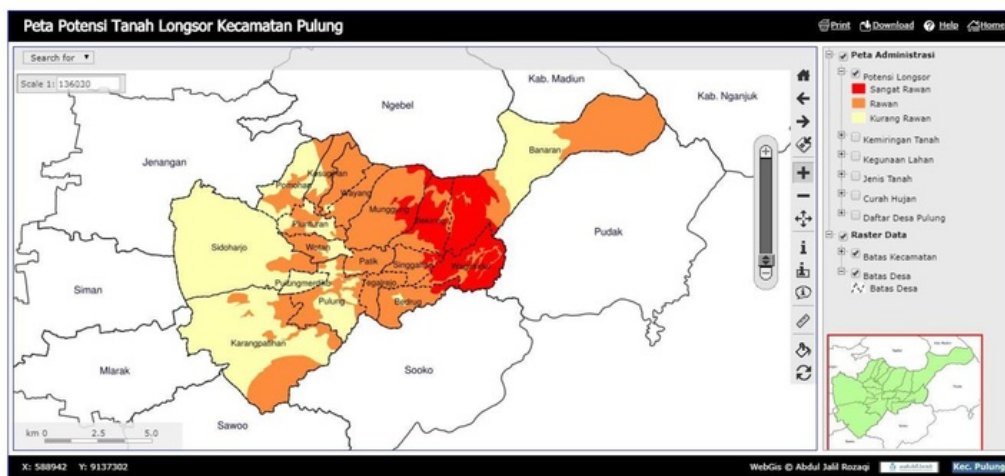 Peta Potensi Tanah Longsor Kecamatan Pulung
Print Download Help Home
Search for
Scale 1: 136030
Kab. Madiun
Kab. Nganjuk
Ngebel
Jenangan
Banaran
Kesugihan
Pomahan
Wayang
Munggung
Bekiring
Plunturan
Sidoharjo
Wotan
Pudak
Patik
Singgahan
Wagirkidul
Siman
Pulungmerdiko
Tegalrejo
Pulung
Bedrug
Karangpatihan
Mlarak
Sooko
Sawoo
km 0 2.5 5.0
Peta Administrasi
Potensi Longsor
Sangat Rawan
Rawan
Kurang Rawan
Kemiringan Tanah
Kegunaan Lahan
Jenis Tanah
Curah Hujan
Daftar Desa Pulung
Raster Data
Batas Kecamatan
Batas Desa
Batas Desa
X: 588942 Y: 9137302
WebGis © Abdul Jalil Rozaqi
Kec. Pulung